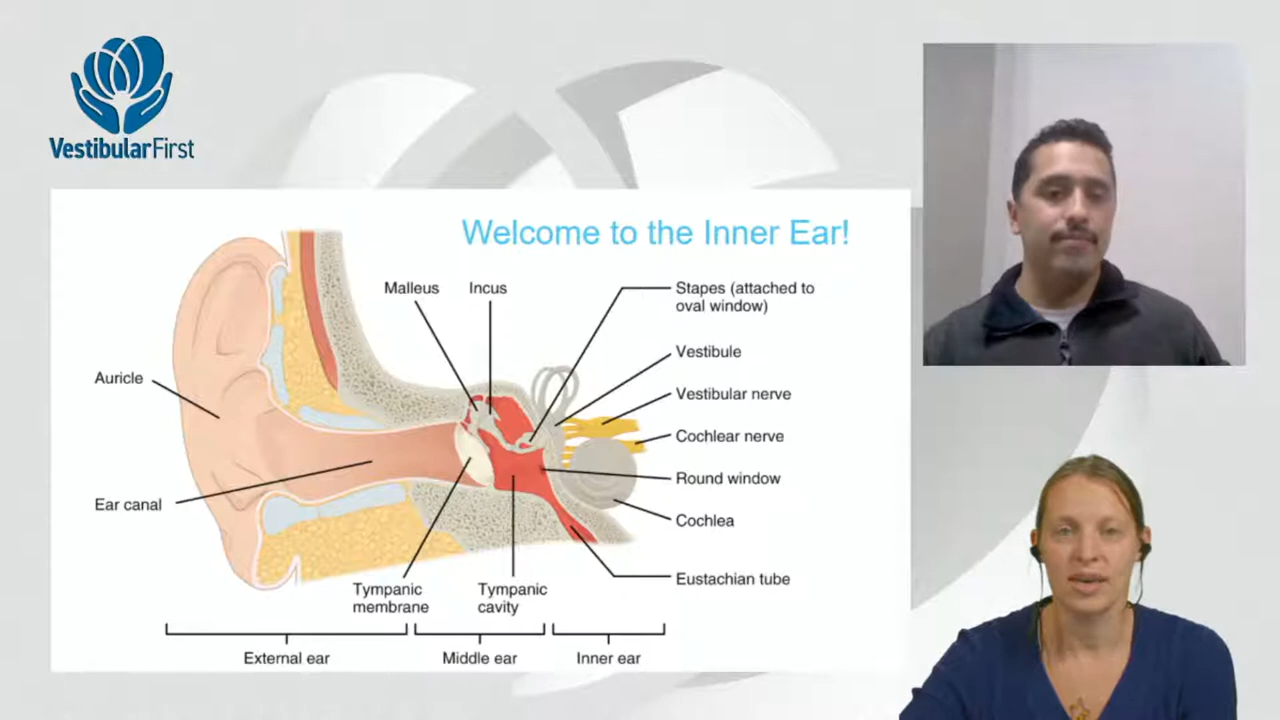 VestibularFirst
Welcome to the Inner Ear!
Malleus
Incus
Stapes (attached to
oval window)
Vestibule
Auricle
Vestibular nerve
Cochlear nerve
Round window
Ear canal
Cochlea
Eustachian tube
Tympanic
membrane
Tympanic
cavity
External ear
Middle ear
Inner ear